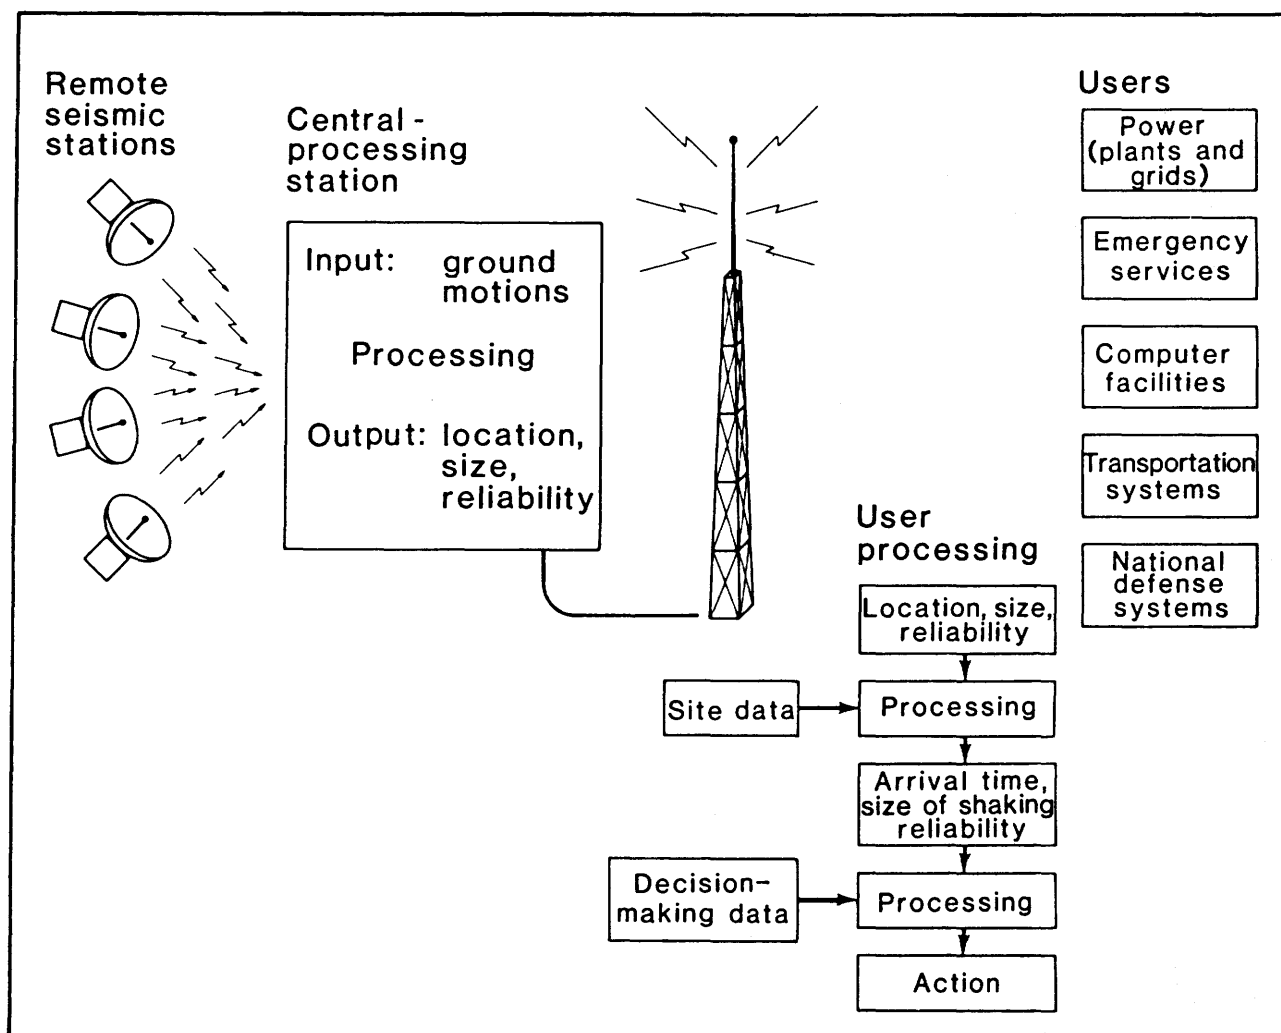 Remote
seismic
stations
Central-
processing
station
Input: ground
motions
Processing
Output: location,
size,
reliability
Users
Power
(plants and
grids)
Emergency
services
Computer
facilities
Transportation
systems
National
defense
systems
User
processing
Location, size,
reliability
Site data
Processing
Arrival time,
size of shaking
reliability
Decision-
making data
Processing
Action